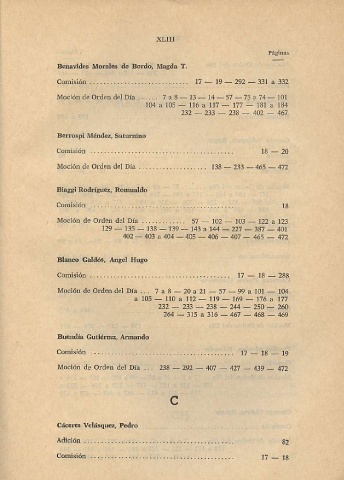 XLIII
Páginas
Benavides Morales de Bordo, Magda T.
Comisión ........................ 17 — 19 — 292 — 331 a 332
Moción de Orden del Día ...... 7 a 8 — 13 — 14 — 57 — 73 a 74 — 101
104 a 105 — 116 a 117 — 177 — 181 a 184
232 — 233 — 238 — 402 — 467
Berrospi Méndez, Saturnino
Comisión ........................ 18 — 20
Moción de Orden del Día ................ 138 — 233 — 465 — 472
Biaggi Rodríguez, Romualdo
Comisión ........................ 18
Moción de Orden del Día ............ 57 — 102 — 103 — 122 a 123
129 — 135 — 138 — 139 — 143 a 144 — 227 — 387 — 401
402 — 403 a 404 — 405 — 406 — 407 — 465 — 472
Blanco Galdós, Angel Hugo
Comisión ........................ 17 — 18 — 288
Moción de Orden del Día .... 7 a 8 — 20 a 21 — 57 — 99 a 101 — 104
a 105 — 110 a 112 — 119 — 169 — 176 a 177
232 — 233 — 238 — 244 — 250 — 260
264 — 315 a 316 — 467 — 468 — 469
Buendía Gutiérrez, Armando
Comisión ........................ 17 — 18 — 19
Moción de Orden del Día .... 238 — 292 — 407 — 427 — 439 — 472
C
Cáceres Velásquez, Pedro
Adición ........................ 82
Comisión ........................ 17 — 18